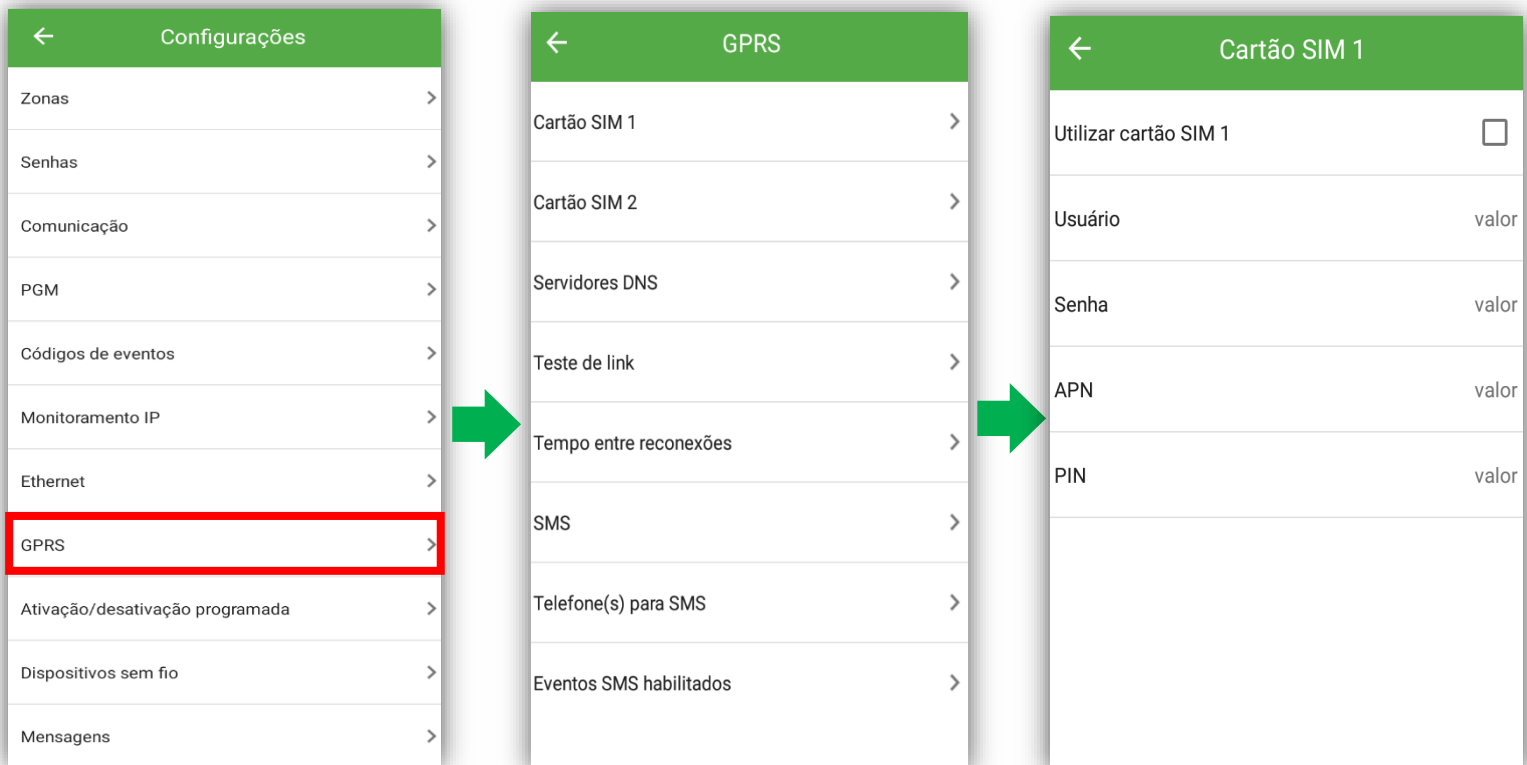 Configurações
Zonas
Senhas
Comunicação
PGM
Códigos de eventos
Monitoramento IP
Ethernet
GPRS
Ativação/desativação programada
Dispositivos sem fio
Mensagens
GPRS
Cartão SIM 1
Cartão SIM 2
Servidores DNS
Teste de link
Tempo entre reconexões
SMS
Telefone(s) para SMS
Eventos SMS habilitados
Cartão SIM 1
Utilizar cartão SIM 1
Usuário valor
Senha valor
APN valor
PIN valor